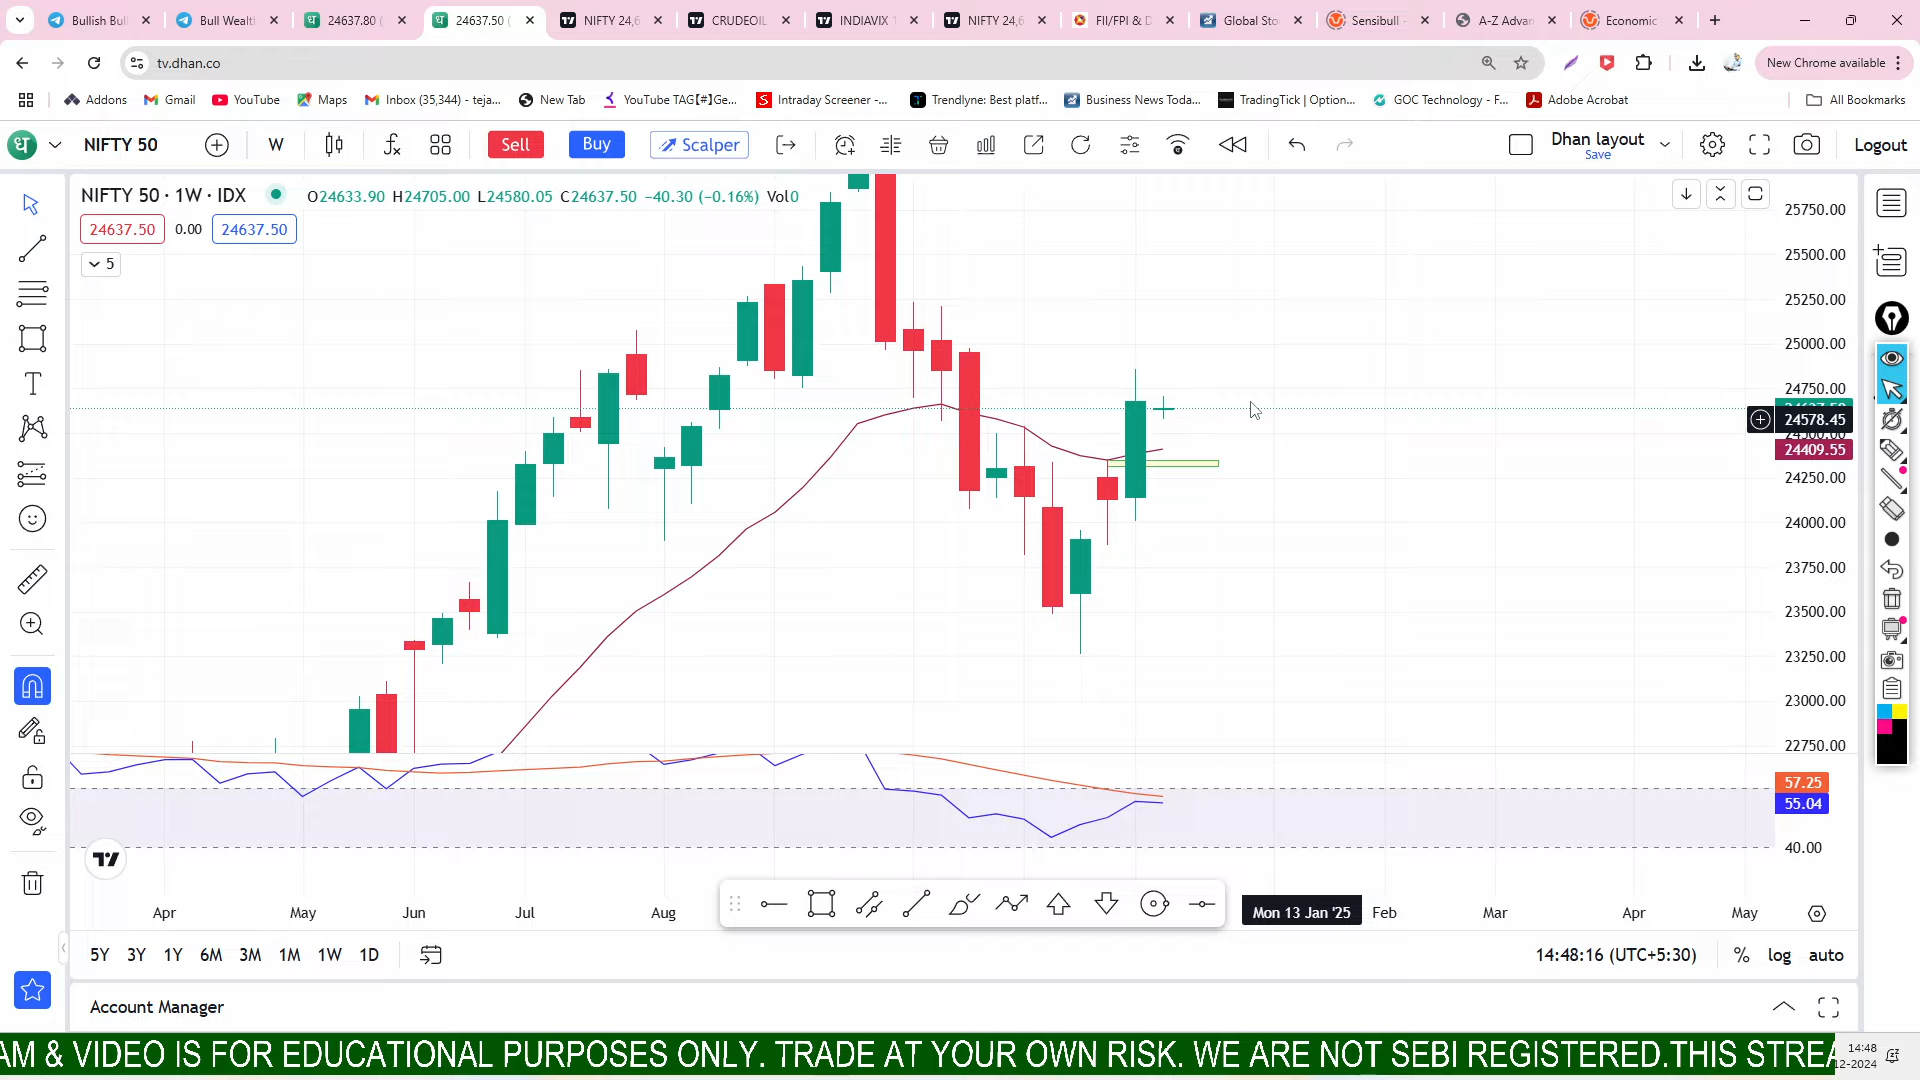 Bullish Bul
Bull Wealt
24637.80 (
24637.50 (
NIFTY 24,6
CRUDEOIL
INDIAVIX 1
NIFTY 24,6
FII/FPI & D
Global Sto
Sensibull -
A-Z Advan
Economic
tv.dhan.co
New Chrome available
Addons
Gmail
YouTube
Maps
Inbox (35,344) - teja...
New Tab
YouTube TAG【#】Ge...
Intraday Screener -...
Trendlyne: Best platf...
Business News Toda...
TradingTick | Option...
GOC Technology - F...
Adobe Acrobat
All Bookmarks
NIFTY 50
W
Sell
Buy
Scalper
Dhan layout
Save
Logout
NIFTY 50 · 1W · IDX
O24633.90 H24705.00 L24580.05 C24637.50 −40.30 (−0.16%) Vol0
24637.50
0.00
24637.50
5
25750.00
25500.00
25250.00
25000.00
24750.00
24578.45
24409.55
24250.00
24000.00
23750.00
23500.00
23250.00
23000.00
22750.00
57.25
55.04
40.00
Apr
May
Jun
Jul
Aug
Mon 13 Jan '25
Feb
Mar
Apr
May
5Y 3Y 1Y 6M 3M 1M 1W 1D
14:48:16 (UTC+5:30)
%
log
auto
Account Manager
AM & VIDEO IS FOR EDUCATIONAL PURPOSES ONLY. TRADE AT YOUR OWN RISK. WE ARE NOT SEBI REGISTERED.THIS STREA
14:48
12-2024